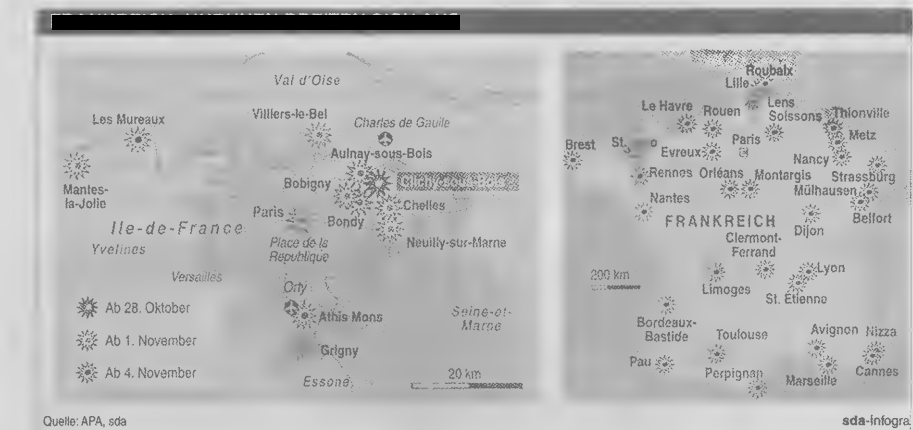 Val d'Oise
Les Mureaux
Villiers-le-Bel
Charles de Gaulle
Aulnay-sous-Bois
Bobigny
Mantes-
la-Jolie
Chelles
Paris
Bondy
Ile-de-France
Yvelines
Place de la
République
Neuilly-sur-Marne
Versailles
Orly
Ab 28. Oktober
Athis Mons
Seine-et-
Marne
Ab 1. November
Grigny
Ab 4. November
Essone
20 km
Roubaix
Lille
Le Havre
Rouen
Lens
Soissons
Thionville
Brest
St.
Evreux
Paris
Metz
Nancy
Rennes
Orléans
Montargis
Strassburg
Mülhausen
Nantes
FRANKREICH
Dijon
Belfort
Clermont-
Ferrand
200 km
Lyon
Limoges
St. Etienne
Bordeaux-
Bastide
Toulouse
Avignon
Nizza
Pau
Perpignan
Marseille
Cannes
Quelle: APA, sda
sda-infogra